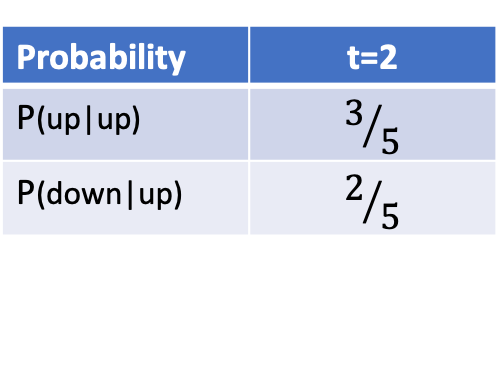 Probability t=2
P(up|up) 3/5
P(down|up) 2/5